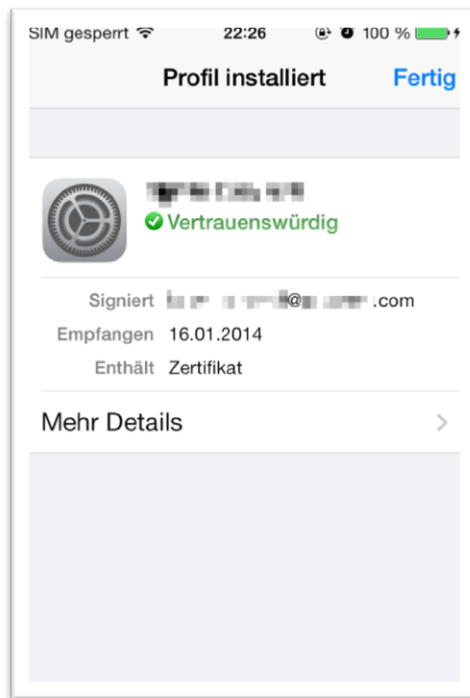 SIM gesperrt 22:26 100 %
Profil installiert Fertig
Vertrauenswürdig
Signiert @ .com
Empfangen 16.01.2014
Enthält Zertifikat
Mehr Details